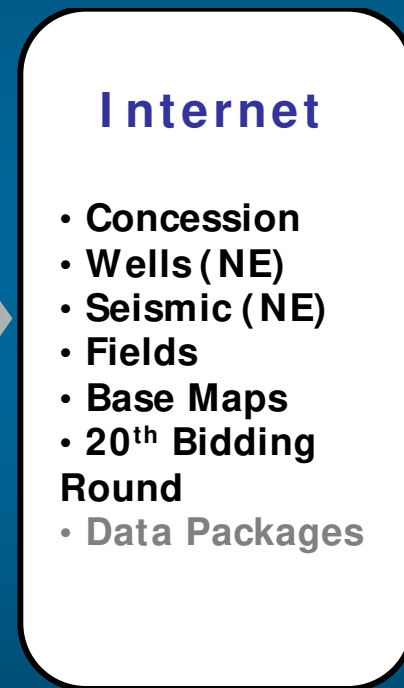 Internet
• Concession
• Wells (NE)
• Seismic (NE)
• Fields
• Base Maps
• 20th Bidding
Round
• Data Packages